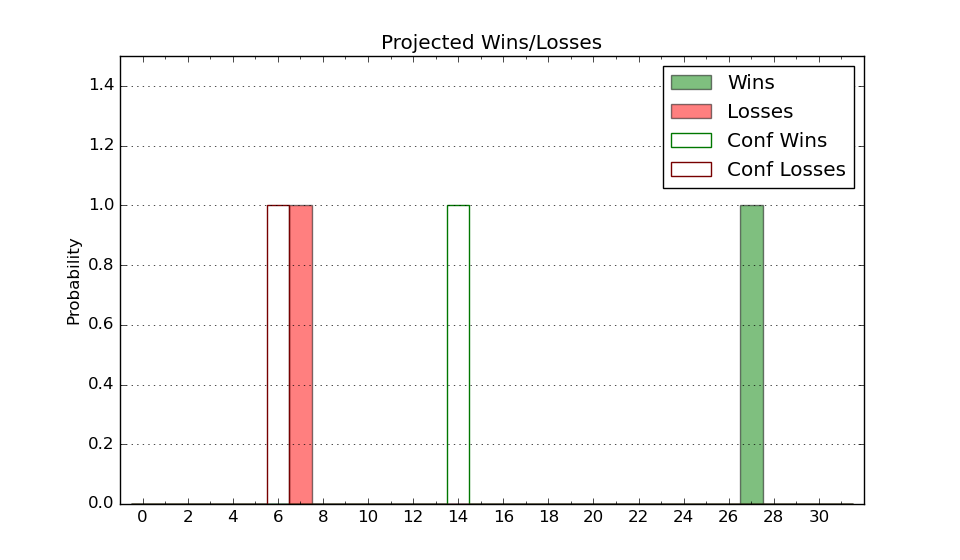 Projected Wins/Losses
1.4
1.2
1.0
0.8
0.6
0.4
0.2
0.0
Probability
Wins
Losses
Conf Wins
Conf Losses
0 2 4 6 8 10 12 14 16 18 20 22 24 26 28 30